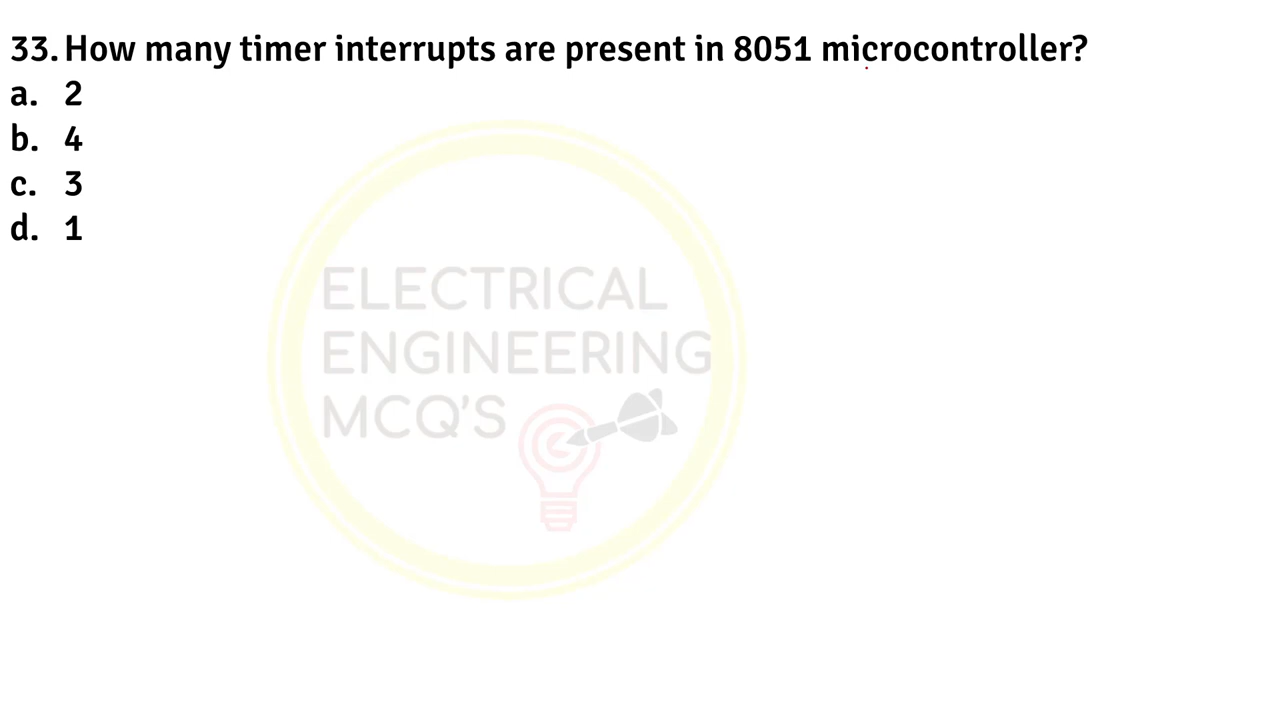 33. How many timer interrupts are present in 8051 microcontroller?
a. 2
b. 4
c. 3
d. 1
ELECTRICAL
ENGINEERING
MCQ'S